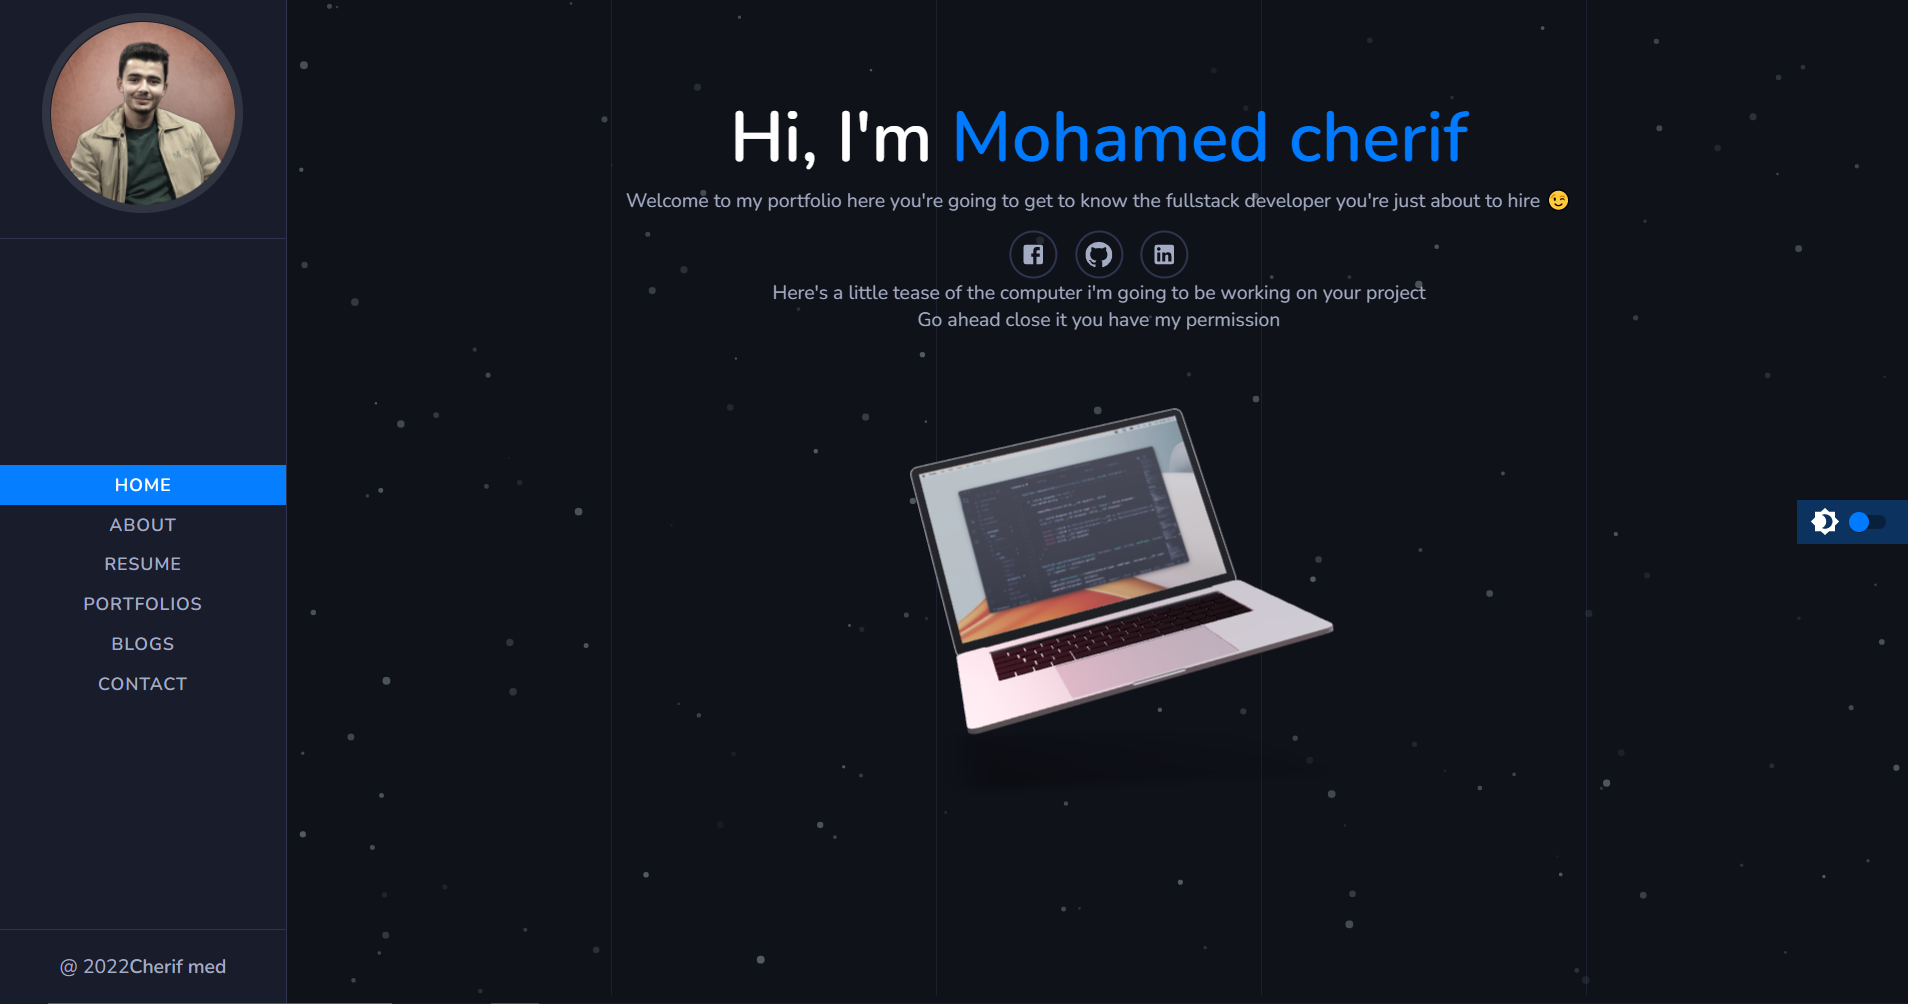 Hi, I'm Mohamed cherif
Welcome to my portfolio here you're going to get to know the fullstack developer you're just about to hire 😉
Here's a little tease of the computer i'm going to be working on your project
Go ahead close it you have my permission
HOME
ABOUT
RESUME
PORTFOLIOS
BLOGS
CONTACT
@ 2022Cherif med